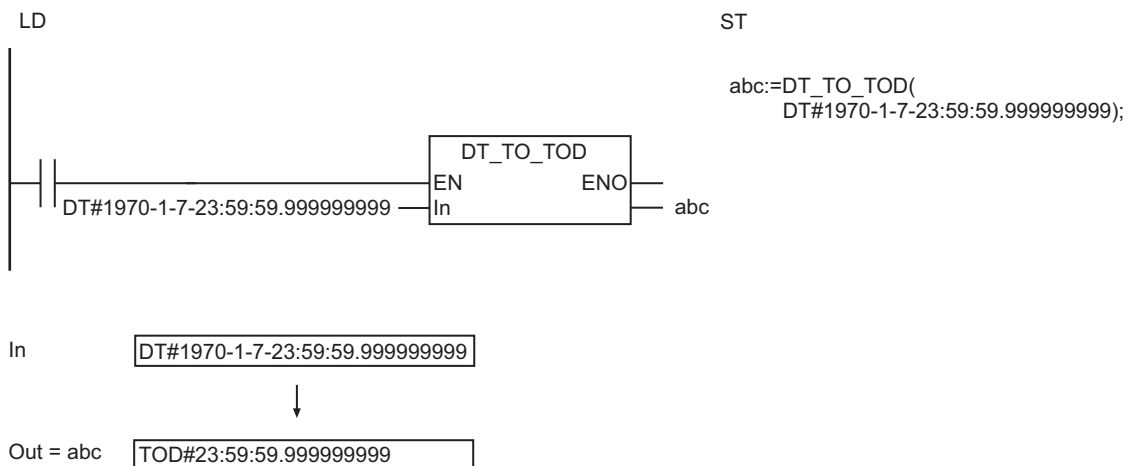 LD
ST
abc:=DT_TO_TOD(
DT#1970-1-7-23:59:59.999999999);
DT_TO_TOD
EN ENO
DT#1970-1-7-23:59:59.999999999 In abc
In DT#1970-1-7-23:59:59.999999999
Out = abc TOD#23:59:59.999999999